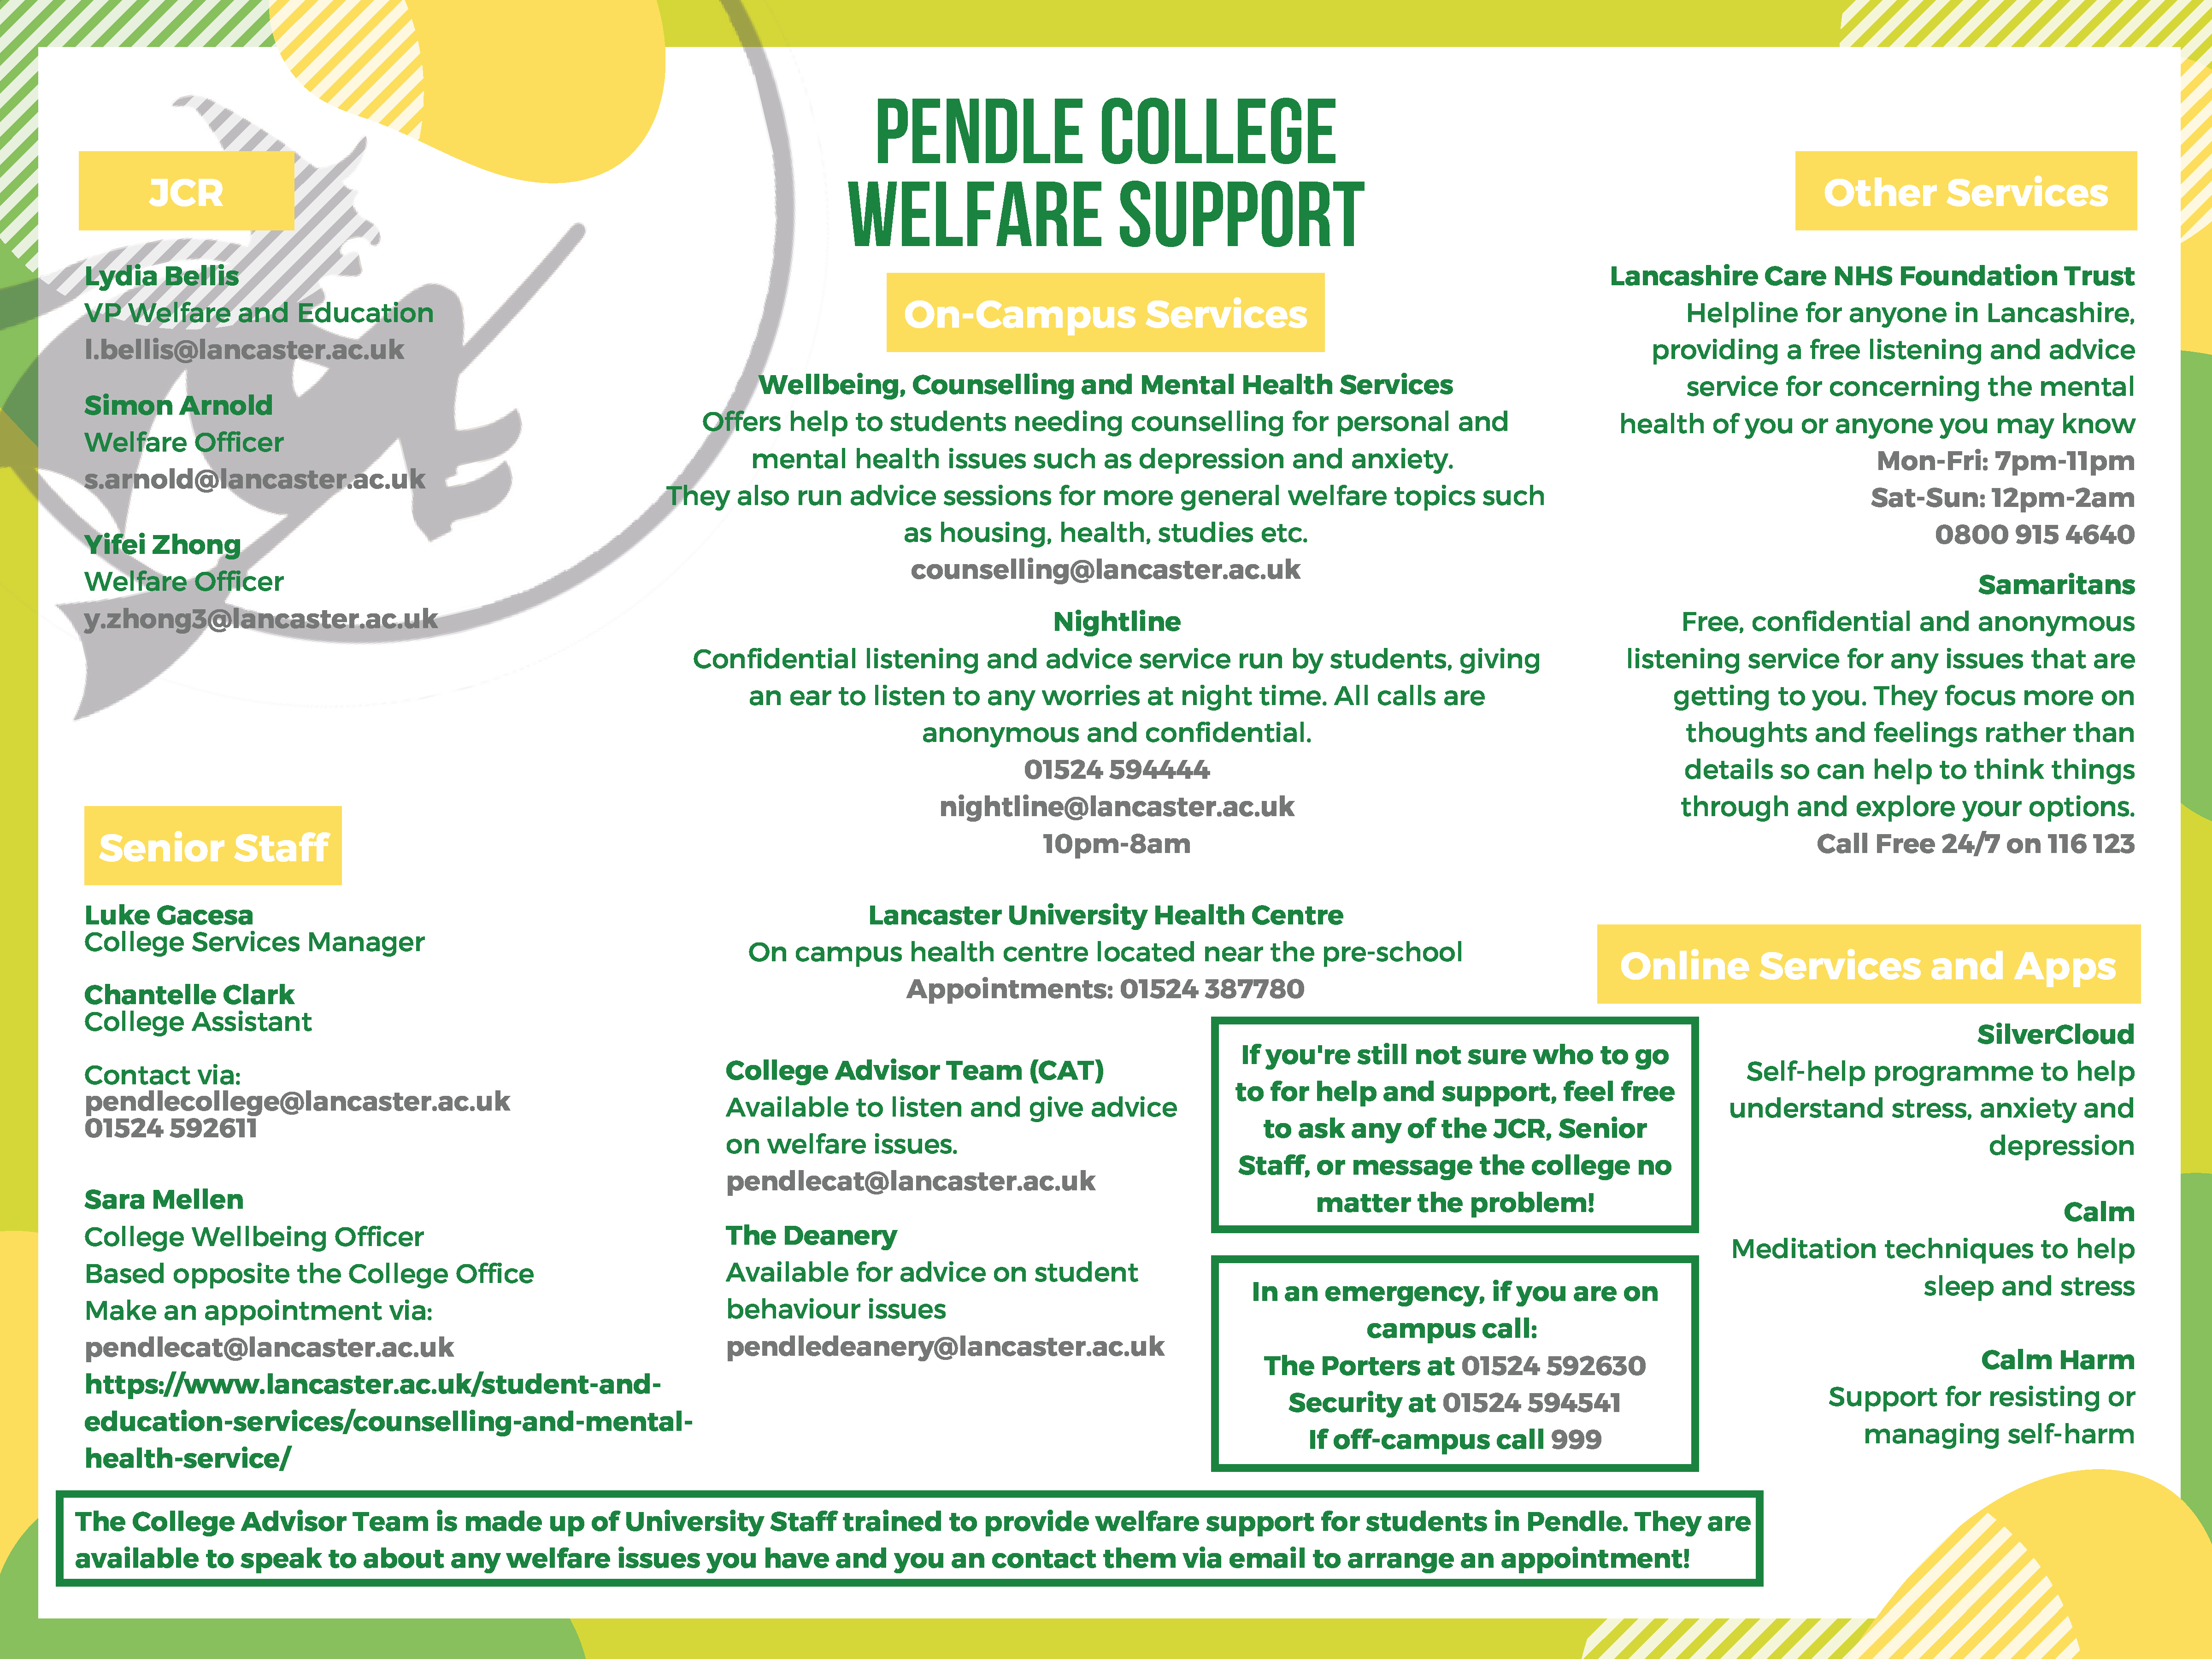 PENDLE COLLEGE
WELFARE SUPPORT
JCR
Lydia Bellis
VP Welfare and Education
l.bellis@lancaster.ac.uk
Simon Arnold
Welfare Officer
s.arnold@lancaster.ac.uk
Yifei Zhong
Welfare Officer
y.zhong3@lancaster.ac.uk
Senior Staff
Luke Gacesa
College Services Manager
Chantelle Clark
College Assistant
Contact via:
pendlecollege@lancaster.ac.uk
01524 592611
Sara Mellen
College Wellbeing Officer
Based opposite the College Office
Make an appointment via:
pendlecat@lancaster.ac.uk
https://www.lancaster.ac.uk/student-and-
education-services/counselling-and-mental-
health-service/
On-Campus Services
Wellbeing, Counselling and Mental Health Services
Offers help to students needing counselling for personal and
mental health issues such as depression and anxiety.
They also run advice sessions for more general welfare topics such
as housing, health, studies etc.
counselling@lancaster.ac.uk
Nightline
Confidential listening and advice service run by students, giving
an ear to listen to any worries at night time. All calls are
anonymous and confidential.
01524 594444
nightline@lancaster.ac.uk
10pm-8am
Lancaster University Health Centre
On campus health centre located near the pre-school
Appointments: 01524 387780
College Advisor Team (CAT)
Available to listen and give advice
on welfare issues.
pendlecat@lancaster.ac.uk
The Deanery
Available for advice on student
behaviour issues
pendledeanery@lancaster.ac.uk
If you're still not sure who to go
to for help and support, feel free
to ask any of the JCR, Senior
Staff, or message the college no
matter the problem!
In an emergency, if you are on
campus call:
The Porters at 01524 592630
Security at 01524 594541
If off-campus call 999
Other Services
Lancashire Care NHS Foundation Trust
Helpline for anyone in Lancashire,
providing a free listening and advice
service for concerning the mental
health of you or anyone you may know
Mon-Fri: 7pm-11pm
Sat-Sun: 12pm-2am
0800 915 4640
Samaritans
Free, confidential and anonymous
listening service for any issues that are
getting to you. They focus more on
thoughts and feelings rather than
details so can help to think things
through and explore your options.
Call Free 24/7 on 116 123
Online Services and Apps
SilverCloud
Self-help programme to help
understand stress, anxiety and
depression
Calm
Meditation techniques to help
sleep and stress
Calm Harm
Support for resisting or
managing self-harm
The College Advisor Team is made up of University Staff trained to provide welfare support for students in Pendle. They are
available to speak to about any welfare issues you have and you an contact them via email to arrange an appointment!